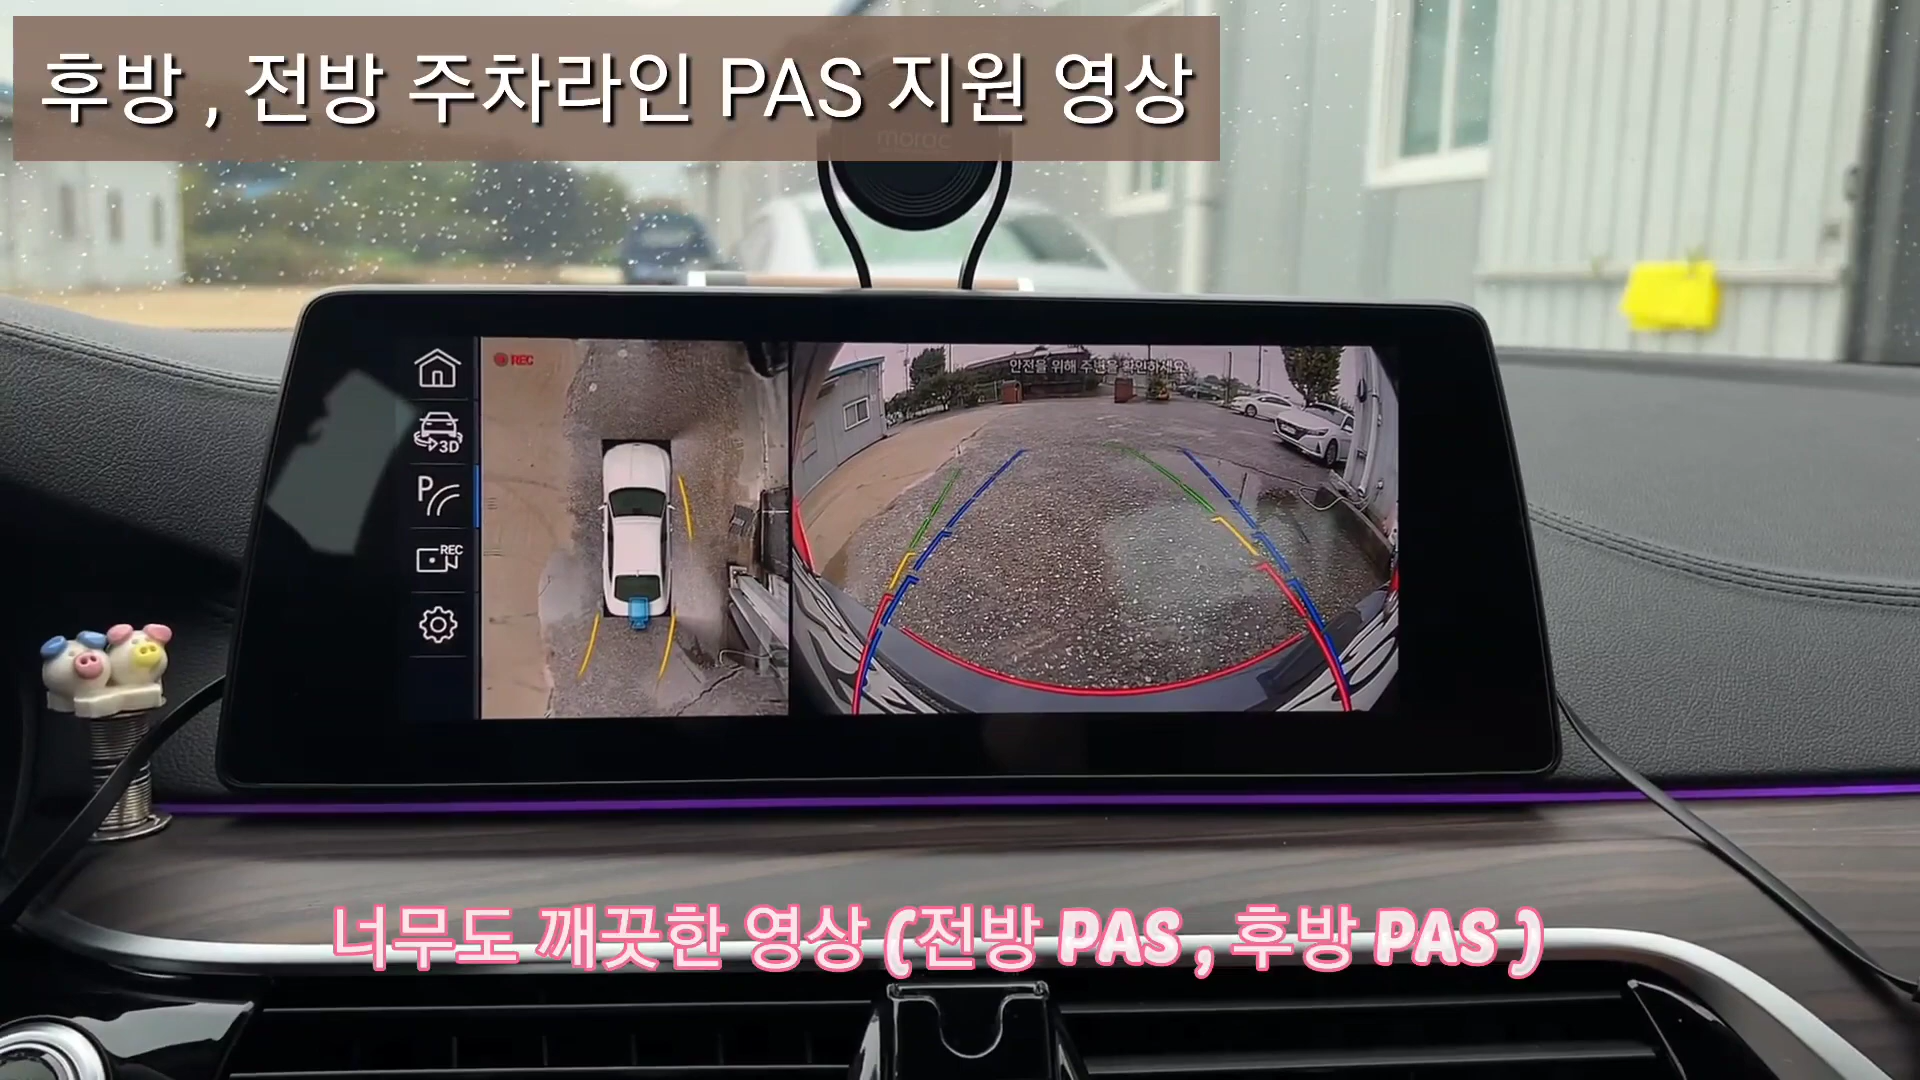 후방 , 전방 주차라인 PAS 지원 영상
morac
REC
안전을 위해 주변을 확인하세요
3D
P
REC
너무도 깨끗한 영상 (전방 PAS , 후방 PAS )